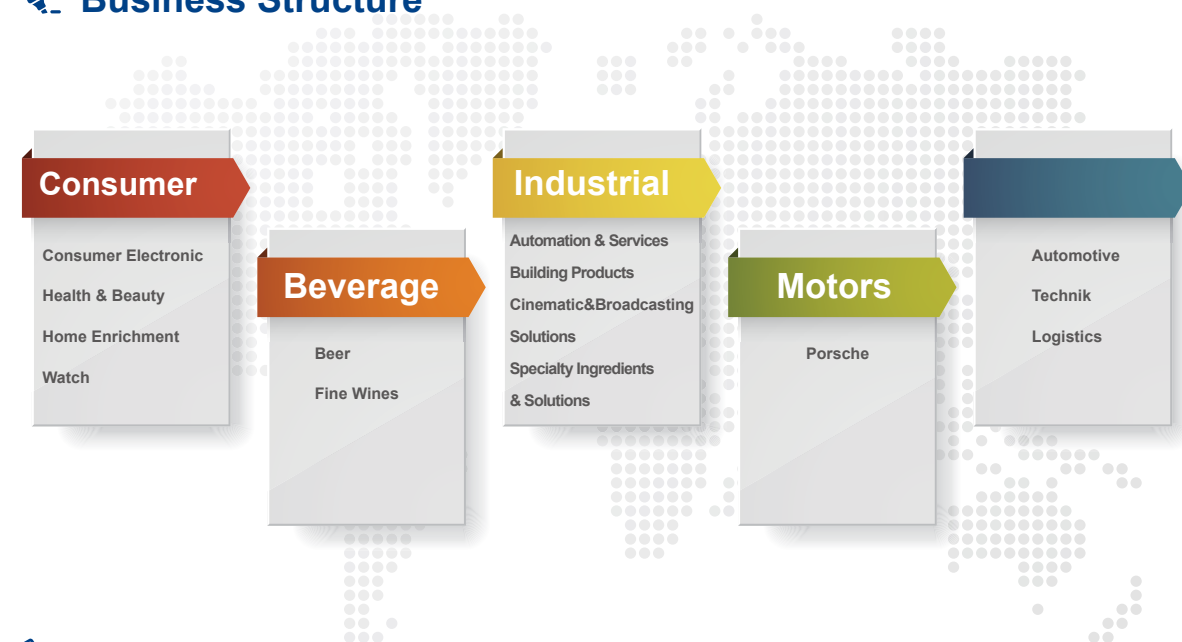 Business Structure
Consumer
Consumer Electronic
Health & Beauty
Home Enrichment
Watch
Beverage
Beer
Fine Wines
Industrial
Automation & Services
Building Products
Cinematic&Broadcasting
Solutions
Specialty Ingredients
& Solutions
Motors
Porsche
Automotive
Technik
Logistics